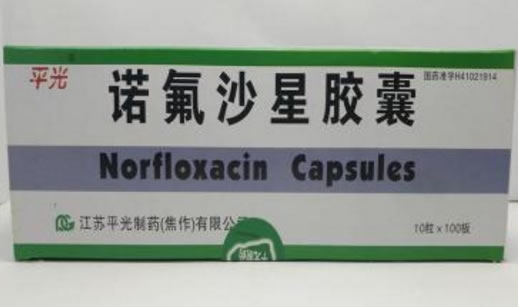 平光
诺氟沙星胶囊
国药准字H41021914
Norfloxacin Capsules
江苏平光制药(焦作)有限公
10粒×100板